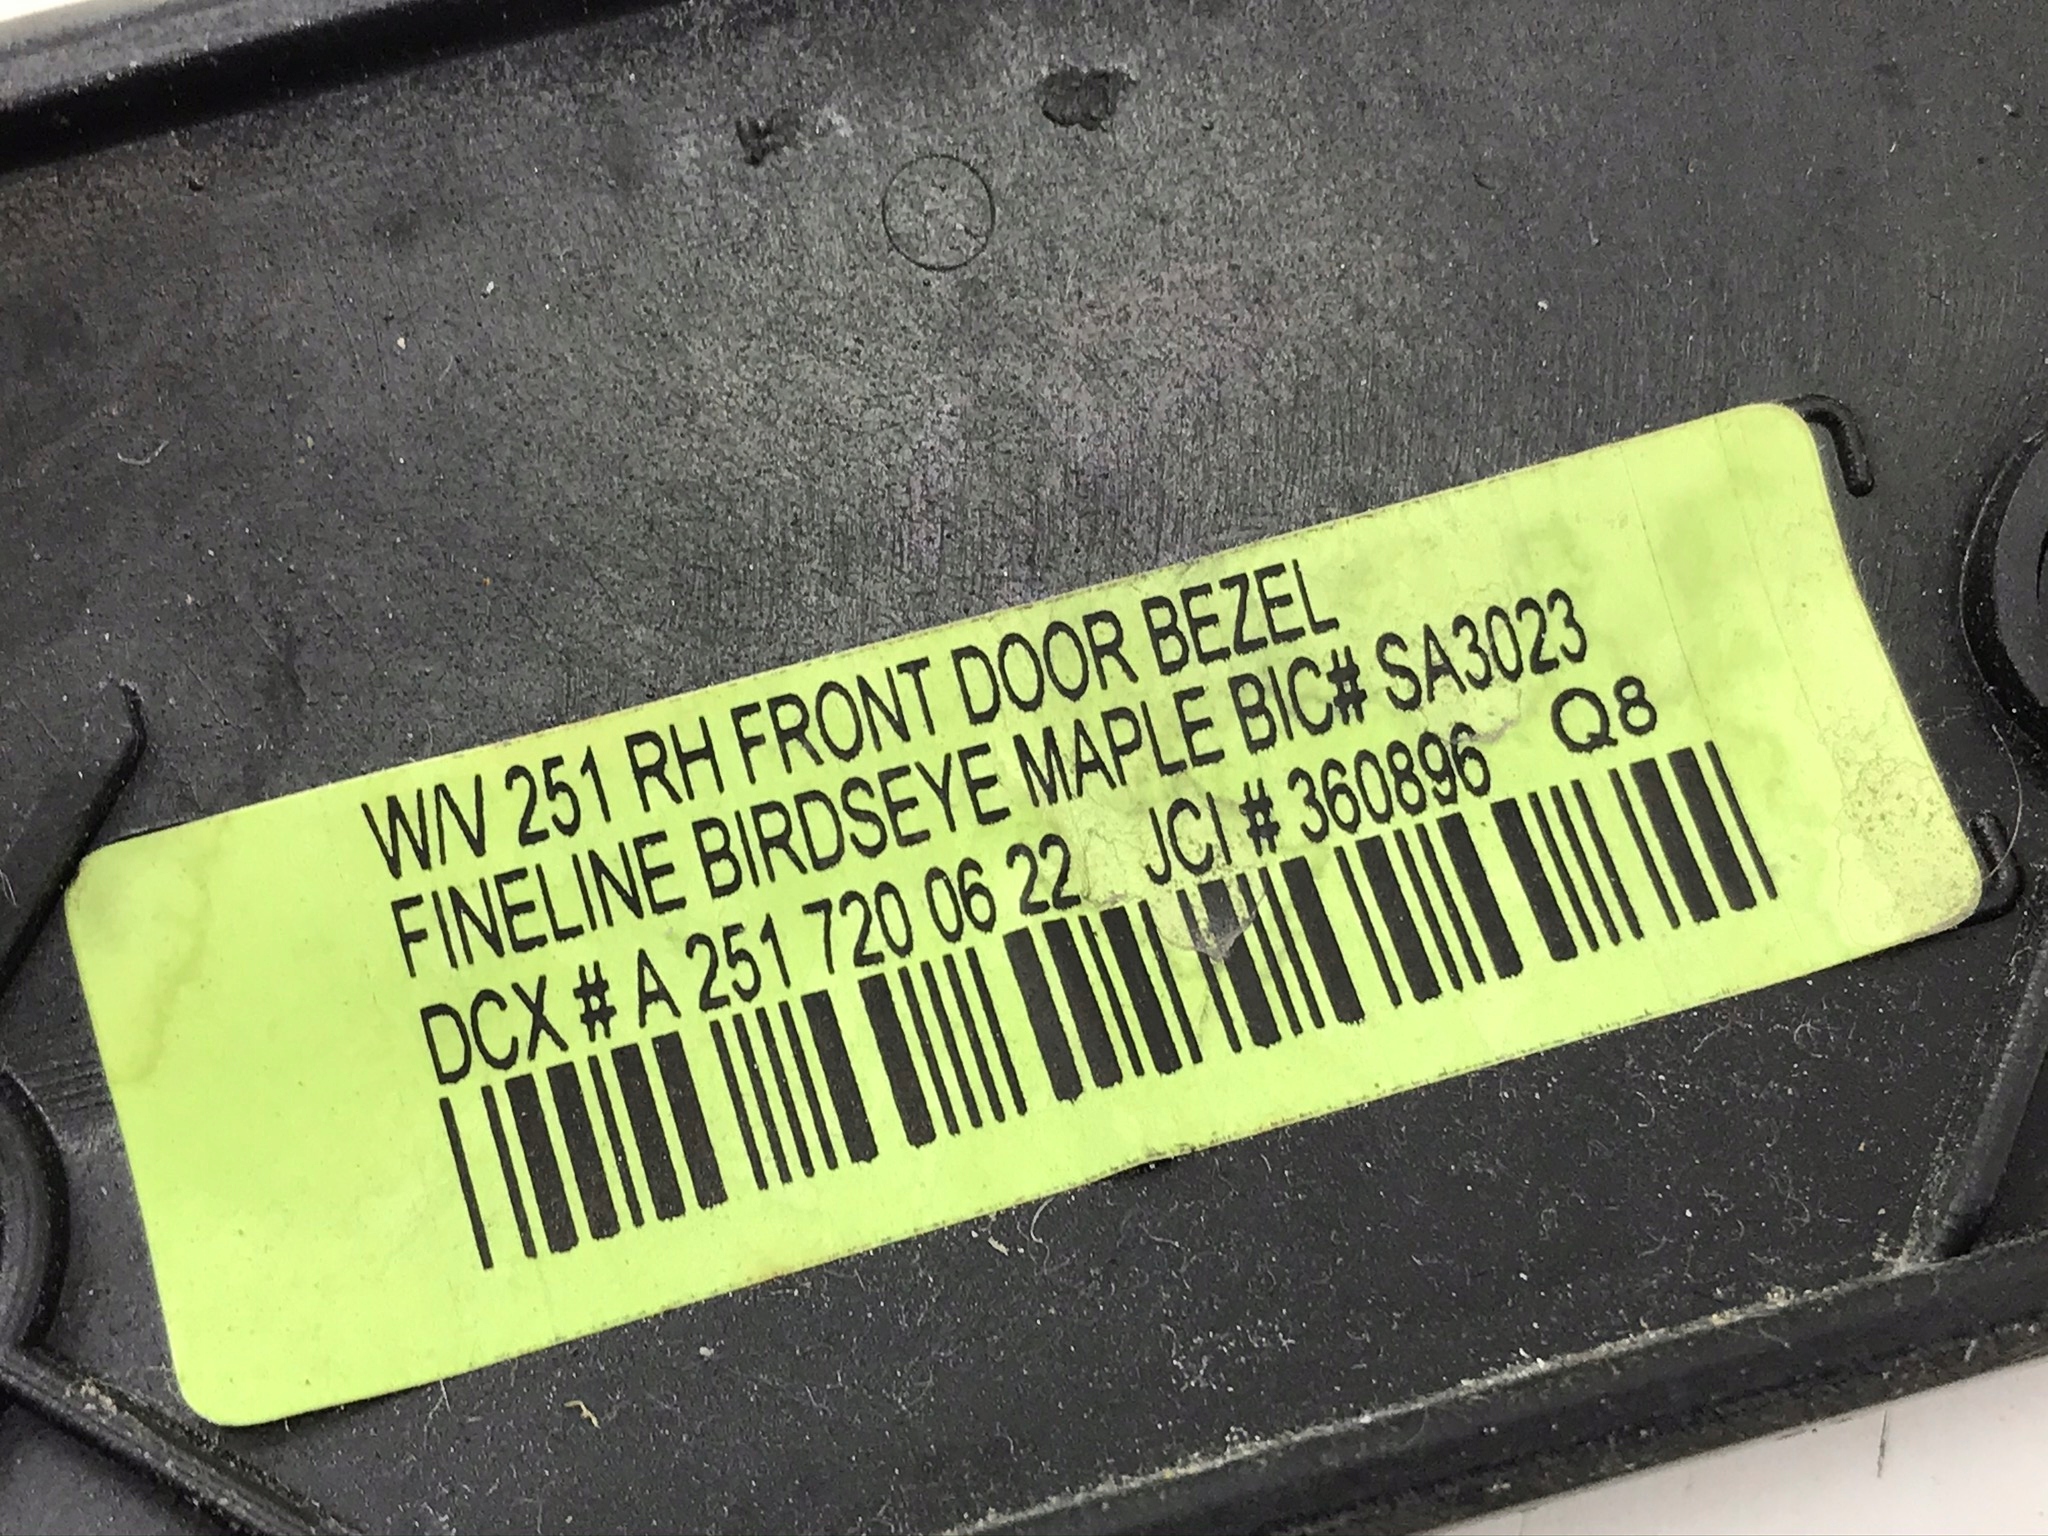 W/V 251 RH FRONT DOOR BEZEL
FINELINE BIRDSEYE MAPLE BIC# SA3023
DCX # A 251 720 06 22 JCI # 360896 Q8